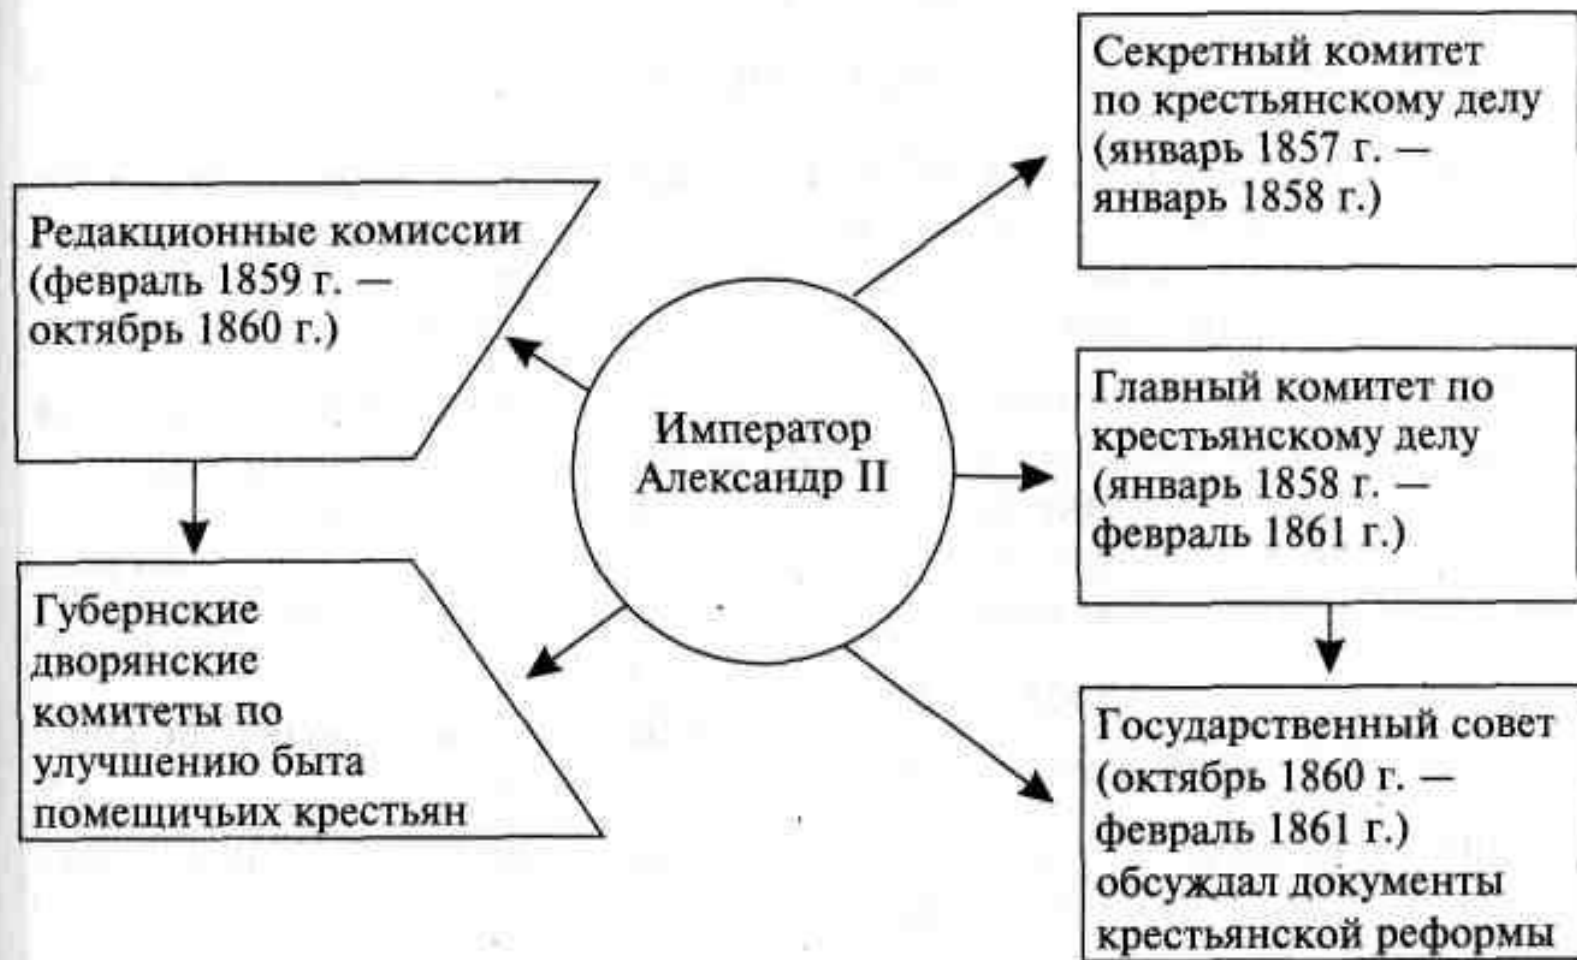 Секретный комитет
по крестьянскому делу
(январь 1857 г. —
январь 1858 г.)
Редакционные комиссии
(февраль 1859 г. —
октябрь 1860 г.)
Император
Александр II
Главный комитет по
крестьянскому делу
(январь 1858 г. —
февраль 1861 г.)
Губернские
дворянские
комитеты по
улучшению быта
помещичьих крестьян
Государственный совет
(октябрь 1860 г. —
февраль 1861 г.)
обсуждал документы
крестьянской реформы